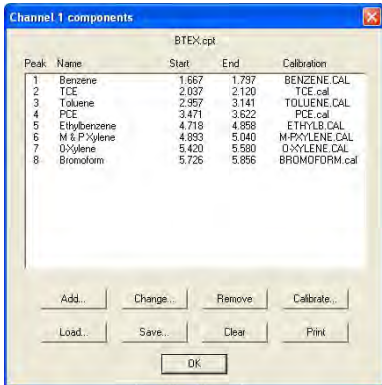 Channel 1 components
BTEX.cpt
Peak Name Start End Calibration
1 Benzene 1.667 1.797 BENZENE.CAL
2 TCE 2.037 2.120 TCE.cal
3 Toluene 2.957 3.141 TOLUENE.CAL
4 PCE 3.471 3.622 PCE.cal
5 Ethylbenzene 4.718 4.858 ETHYLB.CAL
6 M & P Xylene 4.893 5.040 M-PXYLENE.CAL
7 O-Xylene 5.420 5.580 O-XYLENE.CAL
8 Bromoform 5.726 5.856 BROMOFORM.cal
Add... Change... Remove Calibrate...
Load... Save... Clear Print
OK